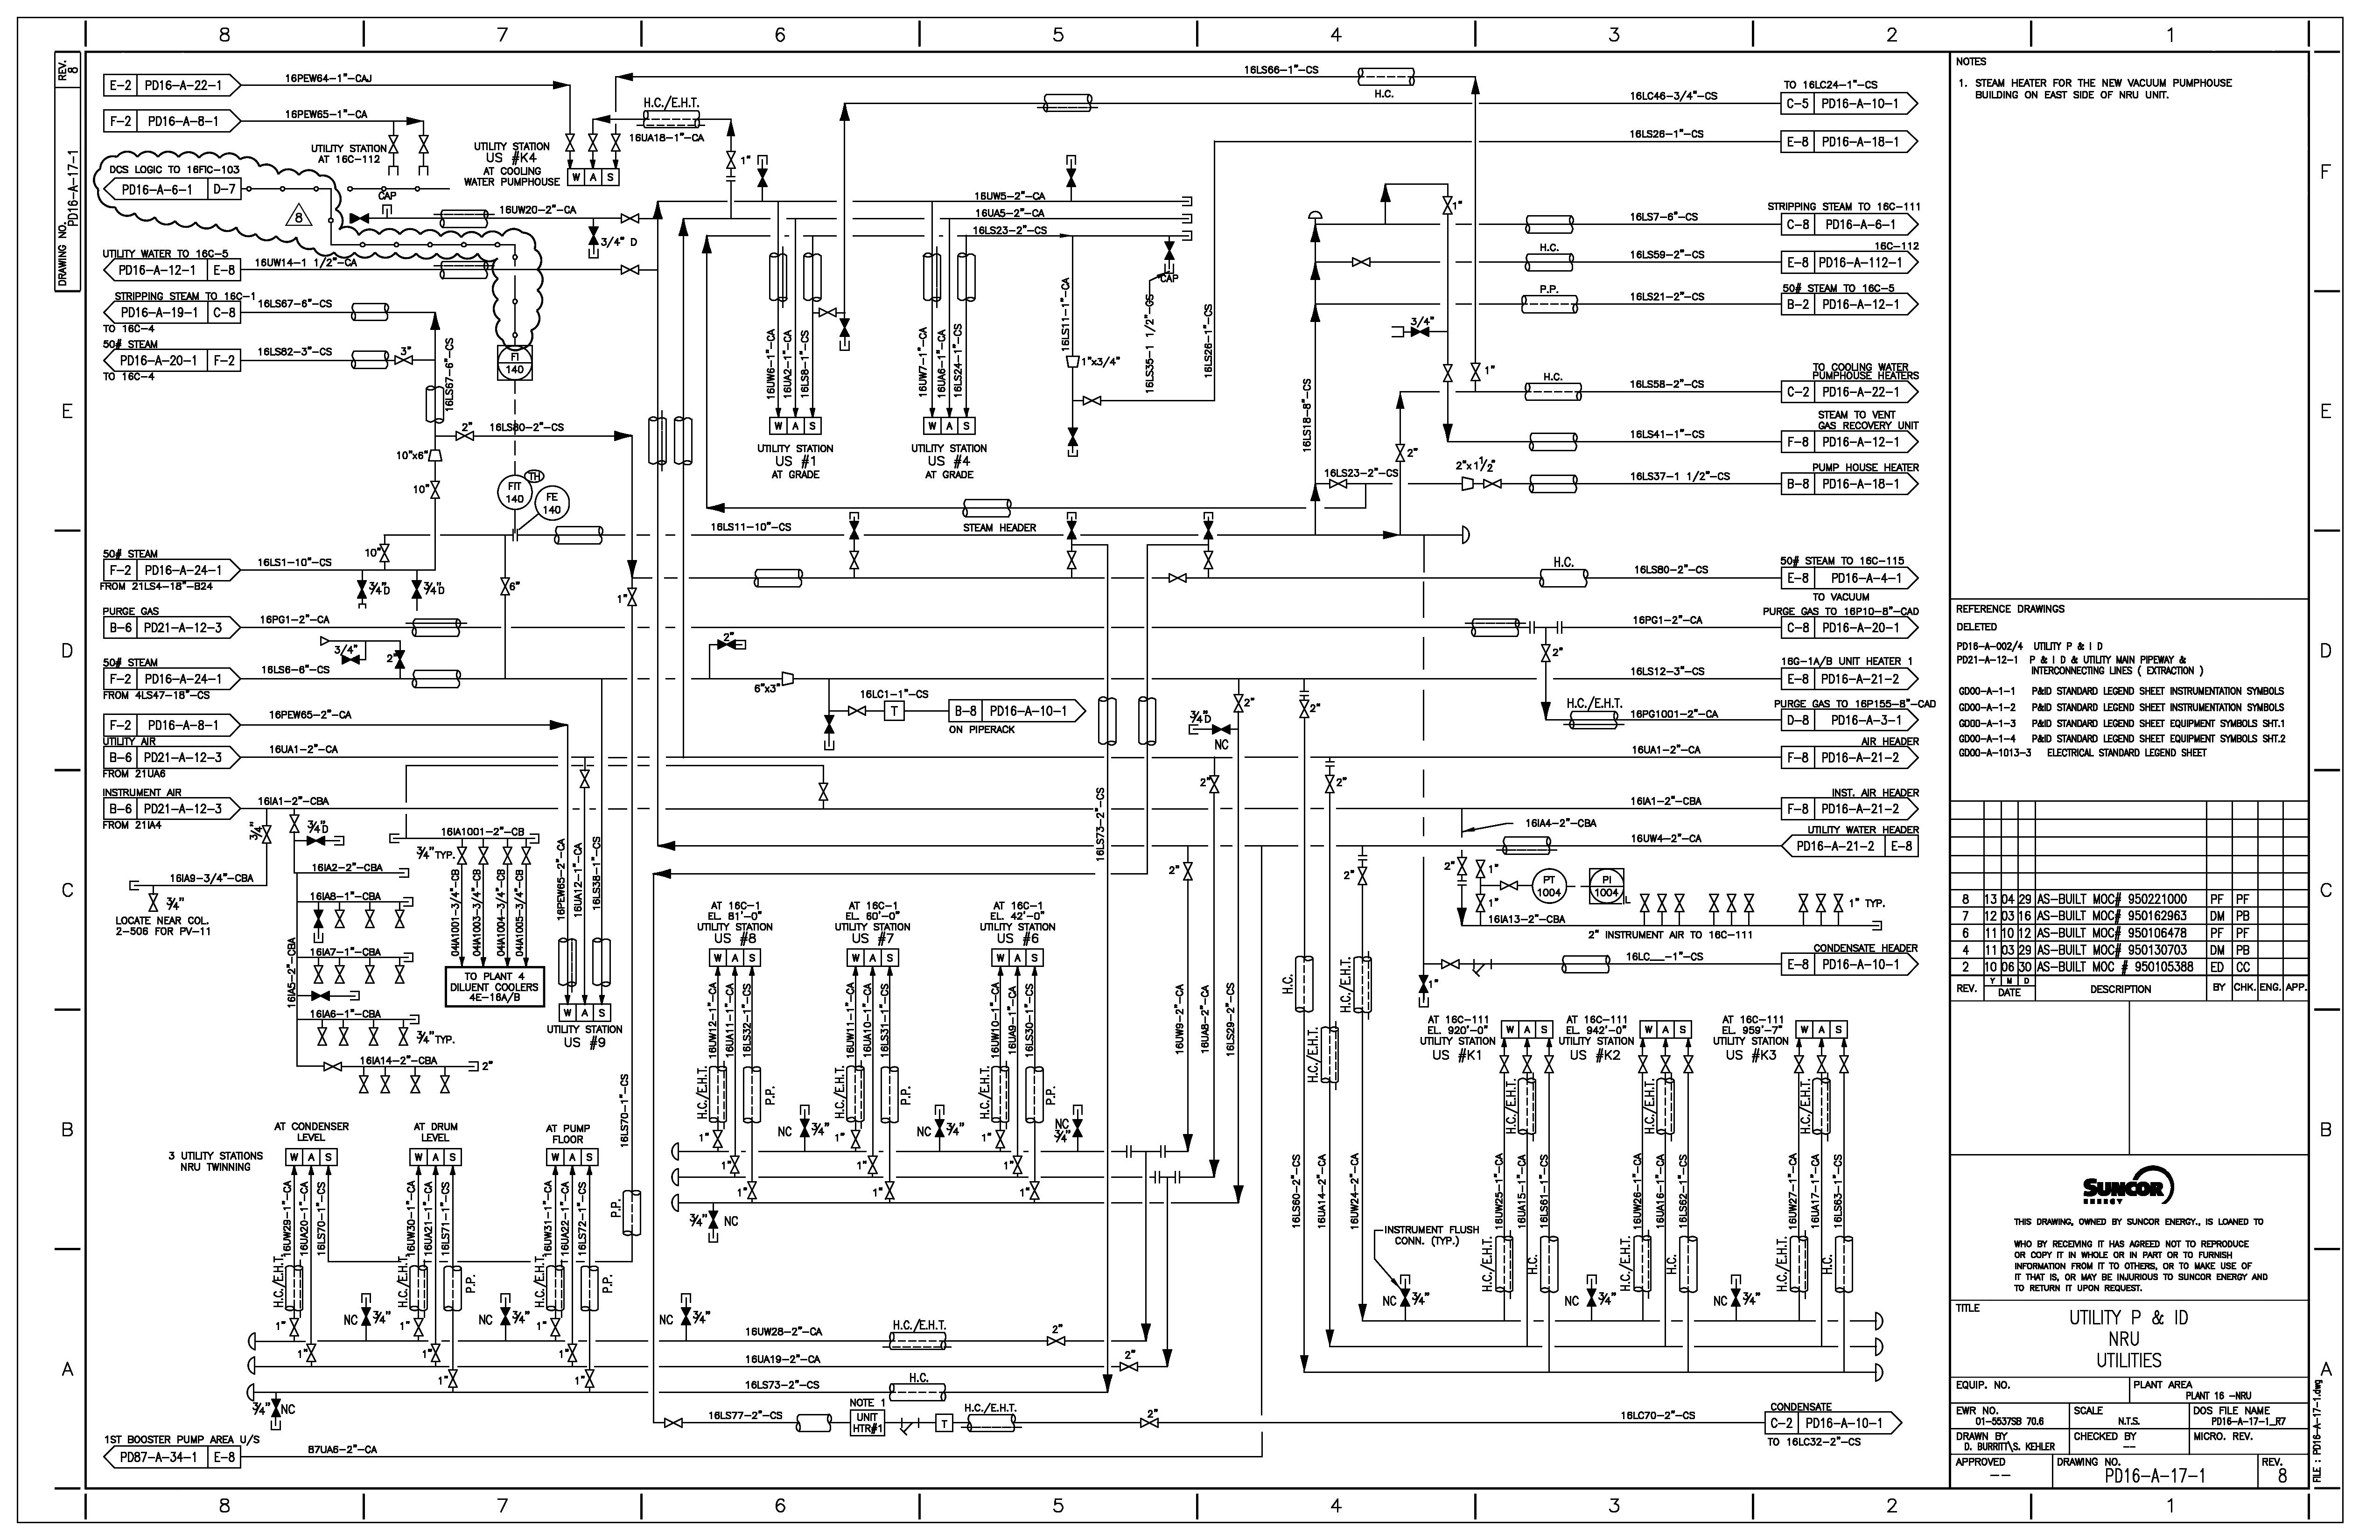 8 7 6 5 4 3 2 1
REV. 8
DRAWING NO. PD16-A-17-1
F
E
D
C
B
A
E-2 PD16-A-22-1
16PEW64-1"-CAJ
F-2 PD16-A-8-1
16PEW65-1"-CA
UTILITY STATION
AT 16C-112
DCS LOGIC TO 16FIC-103
PD16-A-6-1 D-7
CAP
8
UTILITY STATION
US #K4
AT COOLING
WATER PUMPHOUSE
W A S
H.C./E.H.T.
16UA18-1"-CA
1"
16UW20-2"-CA
3/4" D
UTILITY WATER TO 16C-5
PD16-A-12-1 E-8
16UW14-1 1/2"-CA
STRIPPING STEAM TO 16C-1
PD16-A-19-1 C-8
16LS67-6"-CS
TO 16C-4
50# STEAM
PD16-A-20-1 F-2
16LS82-3"-CS
3"
TO 16C-4
16LS67-6"-CS
FI
140
2"
16LS80-2"-CS
10"x6"
10"
FIT
140
TH
FE
140
16LS66-1"-CS
H.C.
16LC46-3/4"-CS
TO 16LC24-1"-CS
C-5 PD16-A-10-1
16LS26-1"-CS
E-8 PD16-A-18-1
16UW5-2"-CA
16UA5-2"-CA
16LS23-2"-CS
16UW6-1"-CA
16UA2-1"-CA
16LS8-1"-CS
16UW7-1"-CA
16UA6-1"-CA
16LS24-1"-CS
16LS11-1"-CA
1"x3/4"
16LS35-1 1/2"-GS
16LS26-1"-CS
CAP
W A S
UTILITY STATION
US #1
AT GRADE
W A S
UTILITY STATION
US #4
AT GRADE
STRIPPING STEAM TO 16C-111
16LS7-6"-CS
C-8 PD16-A-6-1
1"
H.C.
16LS59-2"-CS
16C-112
E-8 PD16-A-112-1
P.P.
16LS21-2"-CS
50# STEAM TO 16C-5
B-2 PD16-A-12-1
3/4"
1"
H.C.
16LS58-2"-CS
TO COOLING WATER
PUMPHOUSE HEATERS
C-2 PD16-A-22-1
16LS18-8"-CS
STEAM TO VENT
GAS RECOVERY UNIT
16LS41-1"-CS
F-8 PD16-A-12-1
2"
16LS23-2"-CS
2"x1½"
16LS37-1 1/2"-CS
PUMP HOUSE HEATER
B-8 PD16-A-18-1
16LS11-10"-CS
STEAM HEADER
50# STEAM
F-2 PD16-A-24-1
16LS1-10"-CS
FROM 21LS4-18"-B24
10"
¾"D
¾"D
6"
1"
H.C.
16LS80-2"-CS
50# STEAM TO 16C-115
E-8 PD16-A-4-1
PURGE GAS
B-6 PD21-A-12-3
16PG1-2"-CA
16PG1-2"-CA
TO VACUUM
PURGE GAS TO 16P10-8"-CAD
C-8 PD16-A-20-1
3/4"
2"
2"
2"
50# STEAM
F-2 PD16-A-24-1
16LS6-6"-CS
FROM 4LS47-18"-CS
6"x3"
16LS12-3"-CS
16G-1A/B UNIT HEATER 1
E-8 PD16-A-21-2
16LC1-1"-CS
T
B-8 PD16-A-10-1
ON PIPERACK
¾"D
NC
2"
2"
H.C./E.H.T.
16PG1001-2"-CA
PURGE GAS TO 16P155-8"-CAD
D-8 PD16-A-3-1
F-2 PD16-A-8-1
16PEW65-2"-CA
UTILITY AIR
B-6 PD21-A-12-3
16UA1-2"-CA
FROM 21UA6
16UA1-2"-CA
AIR HEADER
F-8 PD16-A-21-2
2"
2"
2"
INSTRUMENT AIR
B-6 PD21-A-12-3
16IA1-2"-CBA
FROM 21IA4
16IA1-2"-CBA
INST. AIR HEADER
F-8 PD16-A-21-2
16IA4-2"-CBA
UTILITY WATER HEADER
16UW4-2"-CA
PD16-A-21-2 E-8
3/4"
¾"D
16IA1001-2"-CB
¾"TYP.
16IA2-2"-CBA
16IA9-3/4"-CBA
¾"
LOCATE NEAR COL.
2-506 FOR PV-11
16IA8-1"-CBA
16IA7-1"-CBA
16IA5-2"-CBA
16IA6-1"-CBA
¾"TYP.
16IA14-2"-CBA
2"
04IA1001-3/4"-CB
04IA1003-3/4"-CB
04IA1004-3/4"-CB
04IA1005-3/4"-CB
TO PLANT 4
DILUENT COOLERS
4E-16A/B
16PEW65-2"-CA
16UA12-1"-CA
16LS38-1"-CS
W A S
UTILITY STATION
US #9
16LS73-2"-CS
2"
AT 16C-1
EL. 81'-0"
UTILITY STATION
US #8
W A S
AT 16C-1
EL. 60'-0"
UTILITY STATION
US #7
W A S
AT 16C-1
EL. 42'-0"
UTILITY STATION
US #6
W A S
16UW12-1"-CA
16UA11-1"-CA
16LS32-1"-CS
16UW11-1"-CA
16UA10-1"-CA
16LS31-1"-CS
16UW10-1"-CA
16UA9-1"-CA
16LS30-1"-CS
16UW9-2"-CA
16UA8-2"-CA
16LS29-2"-CS
H.C./E.H.T.
P.P.
H.C./E.H.T.
P.P.
H.C./E.H.T.
P.P.
1" NC ¾" 1" NC ¾" 1" NC ¾"
1" 1" 1"
1" 1" 1"
¾" NC
2"
2"
1"
1"
PT
1004
PI
1004
L
1" TYP.
16IA13-2"-CBA
2" INSTRUMENT AIR TO 16C-111
16LC__-1"-CS
CONDENSATE HEADER
E-8 PD16-A-10-1
1"
H.C.
H.C./E.H.T.
H.C./E.H.T.
AT 16C-111
EL. 920'-0"
UTILITY STATION
US #K1
W A S
AT 16C-111
EL. 942'-0"
UTILITY STATION
US #K2
W A S
AT 16C-111
EL. 959'-7"
UTILITY STATION
US #K3
W A S
16LS60-2"-CS
16UA14-2"-CA
16UW24-2"-CA
16UW25-1"-CA
16UA15-1"-CA
16LS61-1"-CS
16UW26-1"-CA
16UA16-1"-CA
16LS62-1"-CS
16UW27-1"-CA
16UA17-1"-CA
16LS63-1"-CS
H.C./E.H.T.
H.C./E.H.T.
H.C./E.H.T.
H.C./E.H.T.
H.C.
H.C./E.H.T.
H.C.
H.C./E.H.T.
H.C.
INSTRUMENT FLUSH
CONN. (TYP.)
NC ¾" NC ¾" NC ¾"
3 UTILITY STATIONS
NRU TWINNING
AT CONDENSER
LEVEL
W A S
AT DRUM
LEVEL
W A S
AT PUMP
FLOOR
W A S
16UW29-1"-CA
16UA20-1"-CA
16LS70-1"-CS
16UW30-1"-CA
16UA21-1"-CA
16LS71-1"-CS
16UW31-1"-CA
16UA22-1"-CA
16LS72-1"-CS
16LS70-1"-CS
P.P.
H.C./E.H.T.
H.C./E.H.T.
P.P.
H.C./E.H.T.
P.P.
1" NC ¾" 1" NC ¾" 1" ¾"
1" 1" 1"
1" 1"
¾" NC
16UW28-2"-CA
H.C./E.H.T.
2"
16UA19-2"-CA
2"
16LS73-2"-CS
H.C.
16LS77-2"-CS
NOTE 1
UNIT
HTR#1
T
H.C./E.H.T.
2"
16LC70-2"-CS
CONDENSATE
C-2 PD16-A-10-1
TO 16LC32-2"-CS
1ST BOOSTER PUMP AREA U/S
PD87-A-34-1 E-8
87UA6-2"-CA
NOTES
1. STEAM HEATER FOR THE NEW VACUUM PUMPHOUSE
BUILDING ON EAST SIDE OF NRU UNIT.
REFERENCE DRAWINGS
DELETED
PD16-A-002/4 UTILITY P & I D
PD21-A-12-1 P & I D & UTILITY MAIN PIPEWAY &
INTERCONNECTING LINES ( EXTRACTION )
GD00-A-1-1 P&ID STANDARD LEGEND SHEET INSTRUMENTATION SYMBOLS
GD00-A-1-2 P&ID STANDARD LEGEND SHEET INSTRUMENTATION SYMBOLS
GD00-A-1-3 P&ID STANDARD LEGEND SHEET EQUIPMENT SYMBOLS SHT.1
GD00-A-1-4 P&ID STANDARD LEGEND SHEET EQUIPMENT SYMBOLS SHT.2
GD00-A-1013-3 ELECTRICAL STANDARD LEGEND SHEET
8 13 04 29 AS-BUILT MOC# 950221000 PF PF
7 12 03 16 AS-BUILT MOC# 950162963 DM PB
6 11 10 12 AS-BUILT MOC# 950106478 PF PF
4 11 03 29 AS-BUILT MOC# 950130703 DM PB
2 10 06 30 AS-BUILT MOC # 950105388 ED CC
REV. Y M D DATE DESCRIPTION BY CHK. ENG. APP.
SUNCOR
ENERGY
THIS DRAWING, OWNED BY SUNCOR ENERGY., IS LOANED TO
WHO BY RECEIVING IT HAS AGREED NOT TO REPRODUCE
OR COPY IT IN WHOLE OR IN PART OR TO FURNISH
INFORMATION FROM IT TO OTHERS, OR TO MAKE USE OF
IT THAT IS, OR MAY BE INJURIOUS TO SUNCOR ENERGY AND
TO RETURN IT UPON REQUEST.
TITLE
UTILITY P & ID
NRU
UTILITIES
EQUIP. NO.
PLANT AREA
PLANT 16 -NRU
EWR NO.
01-5537SB 70.6
SCALE
N.T.S.
DOS FILE NAME
PD16-A-17-1_R7
DRAWN BY
D. BURRITT\S. KEHLER
CHECKED BY
--
MICRO. REV.
APPROVED
--
DRAWING NO.
PD16-A-17-1
REV.
8
FILE : PD16-A-17-1.dwg
F
E
D
C
B
A
8 7 6 5 4 3 2 1